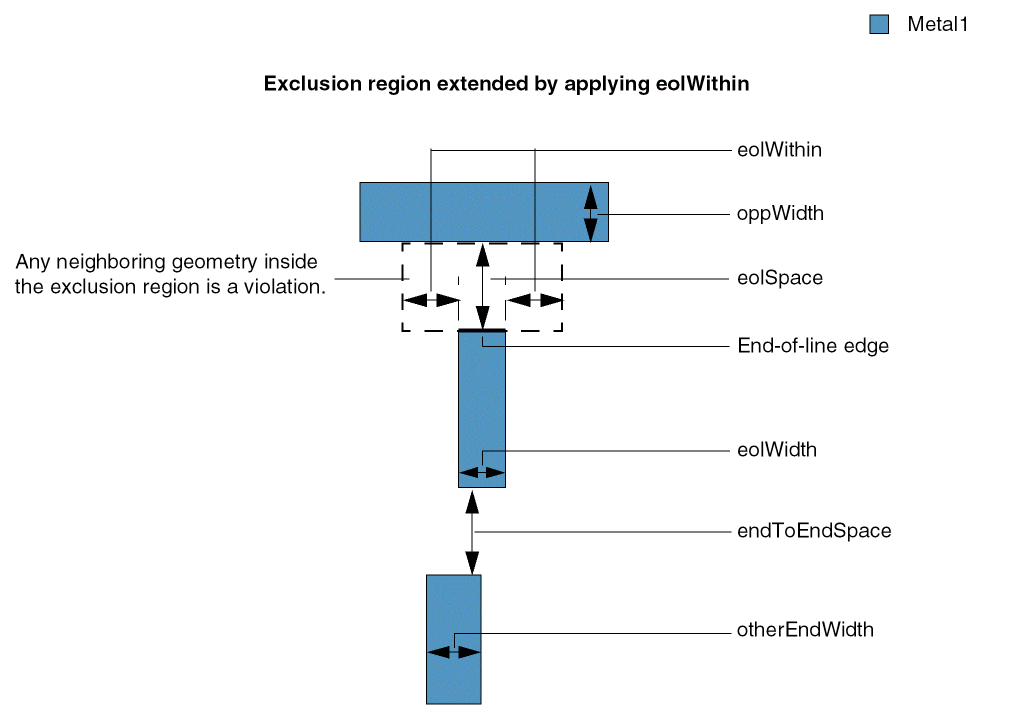 Metal1
Exclusion region extended by applying eolWithin
eolWithin
oppWidth
Any neighboring geometry inside
the exclusion region is a violation.
eolSpace
End-of-line edge
eolWidth
endToEndSpace
otherEndWidth